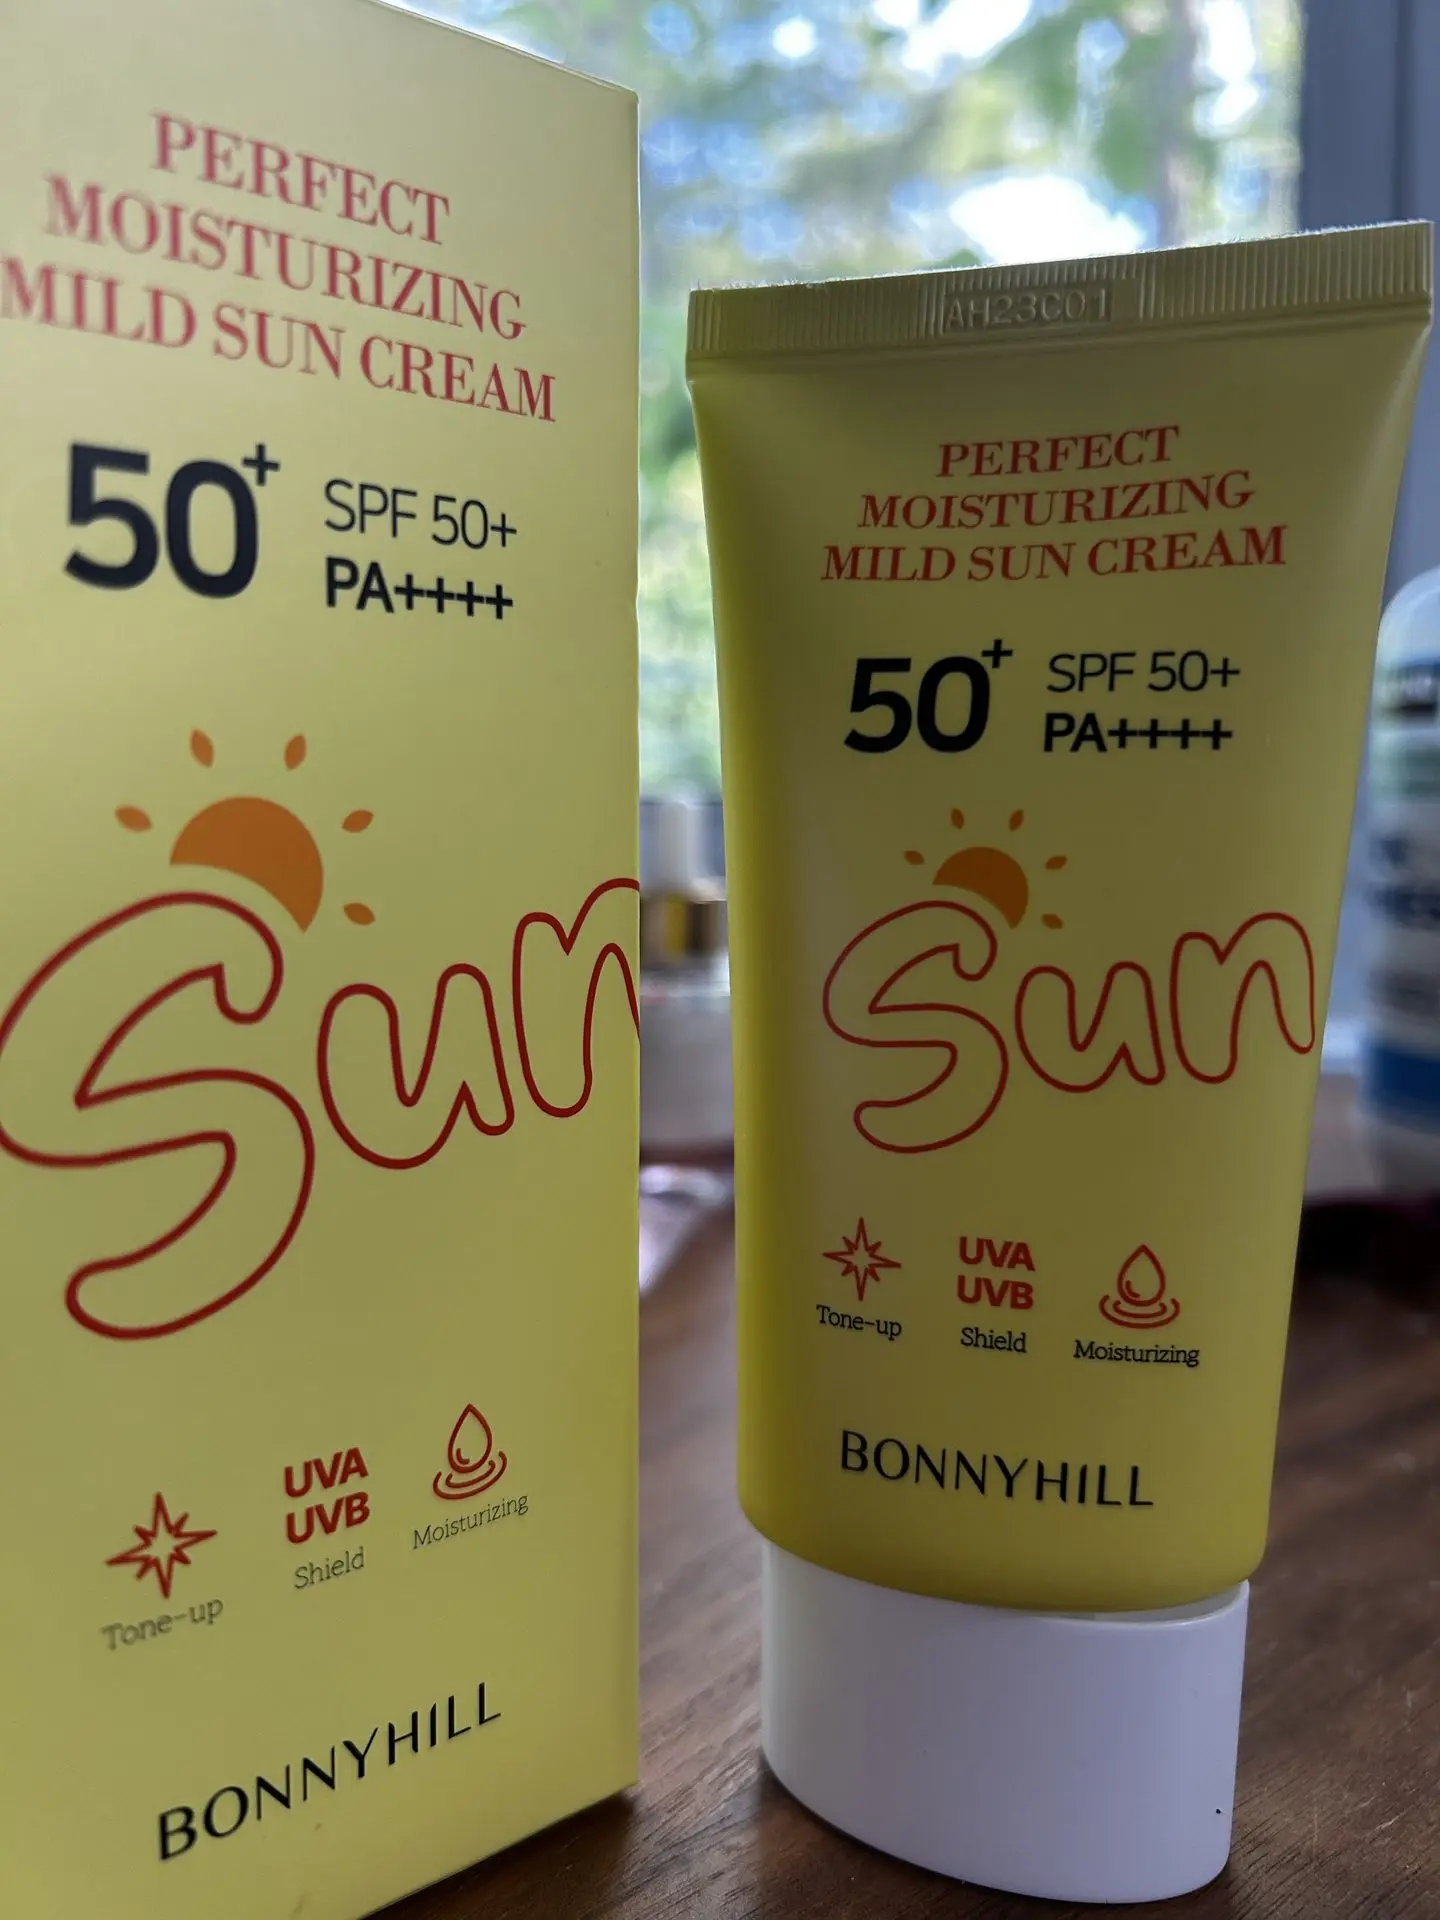 PERFECT
MOISTURIZING
MILD SUN CREAM
50+ SPF 50+
PA++++
Sun
Tone-up
UVA
UVB
Shield
Moisturizing
BONNYHILL
AH23C01
PERFECT
MOISTURIZING
MILD SUN CREAM
50+ SPF 50+
PA++++
Sun
Tone-up
UVA
UVB
Shield
Moisturizing
BONNYHILL